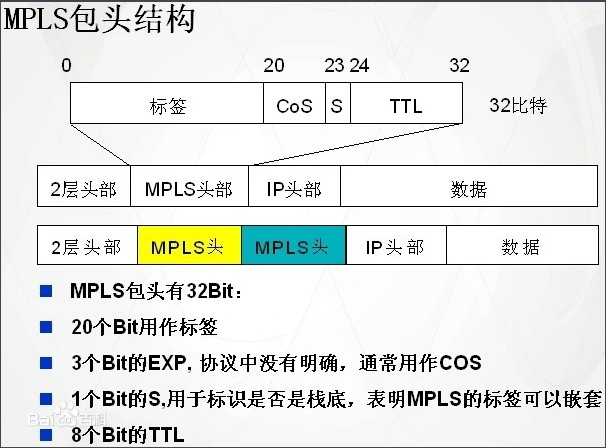 MPLS包头结构
0 20 23 24 32
标签 CoS S TTL 32比特
2层头部 MPLS头部 IP头部 数据
2层头部 MPLS头 MPLS头 IP头部 数据
MPLS包头有32Bit：
20个Bit用作标签
3个Bit的EXP, 协议中没有明确，通常用作COS
1个Bit的S,用于标识是否是栈底，表明MPLS的标签可以嵌套
8个Bit的TTL
Bai百科